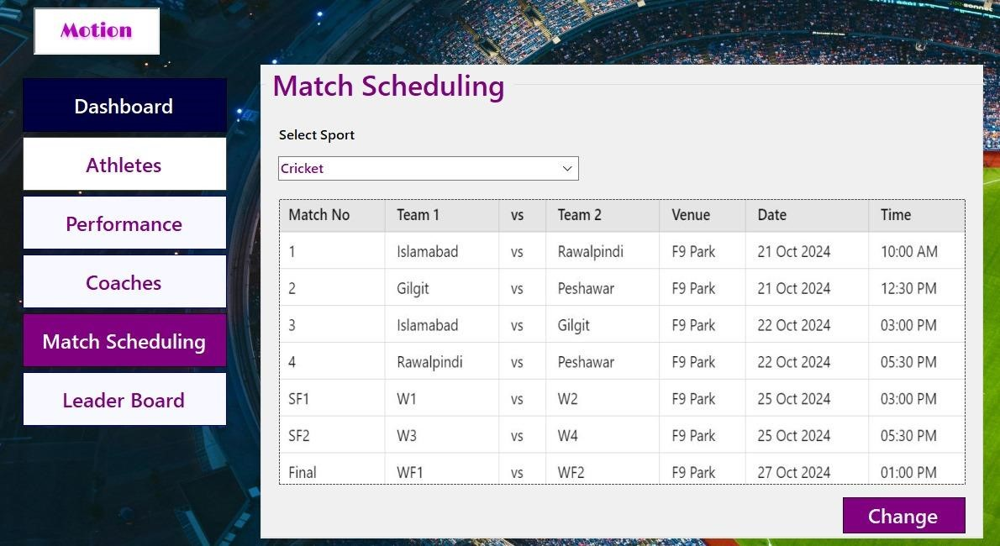 Motion
Dashboard
Athletes
Performance
Coaches
Match Scheduling
Leader Board
Match Scheduling
Select Sport
Cricket
Match No Team 1 vs Team 2 Venue Date Time
1 Islamabad vs Rawalpindi F9 Park 21 Oct 2024 10:00 AM
2 Gilgit vs Peshawar F9 Park 21 Oct 2024 12:30 PM
3 Islamabad vs Gilgit F9 Park 22 Oct 2024 03:00 PM
4 Rawalpindi vs Peshawar F9 Park 22 Oct 2024 05:30 PM
SF1 W1 vs W2 F9 Park 25 Oct 2024 03:00 PM
SF2 W3 vs W4 F9 Park 25 Oct 2024 05:30 PM
Final WF1 vs WF2 F9 Park 27 Oct 2024 01:00 PM
Change